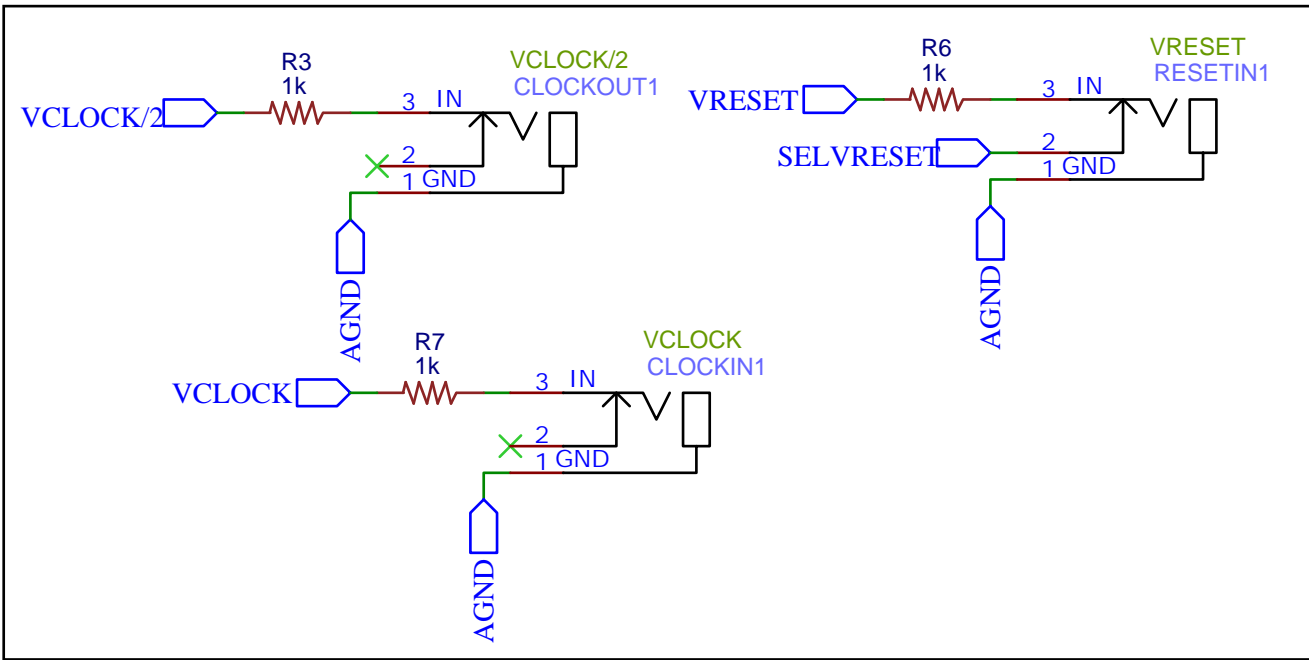 R3
1k
VCLOCK/2
CLOCKOUT1
VCLOCK/2
3 IN
2
1 GND
AGND
R6
1k
VRESET
RESETIN1
VRESET
3 IN
SELVRESET
2
1 GND
AGND
R7
1k
VCLOCK
CLOCKIN1
VCLOCK
3 IN
2
1 GND
AGND